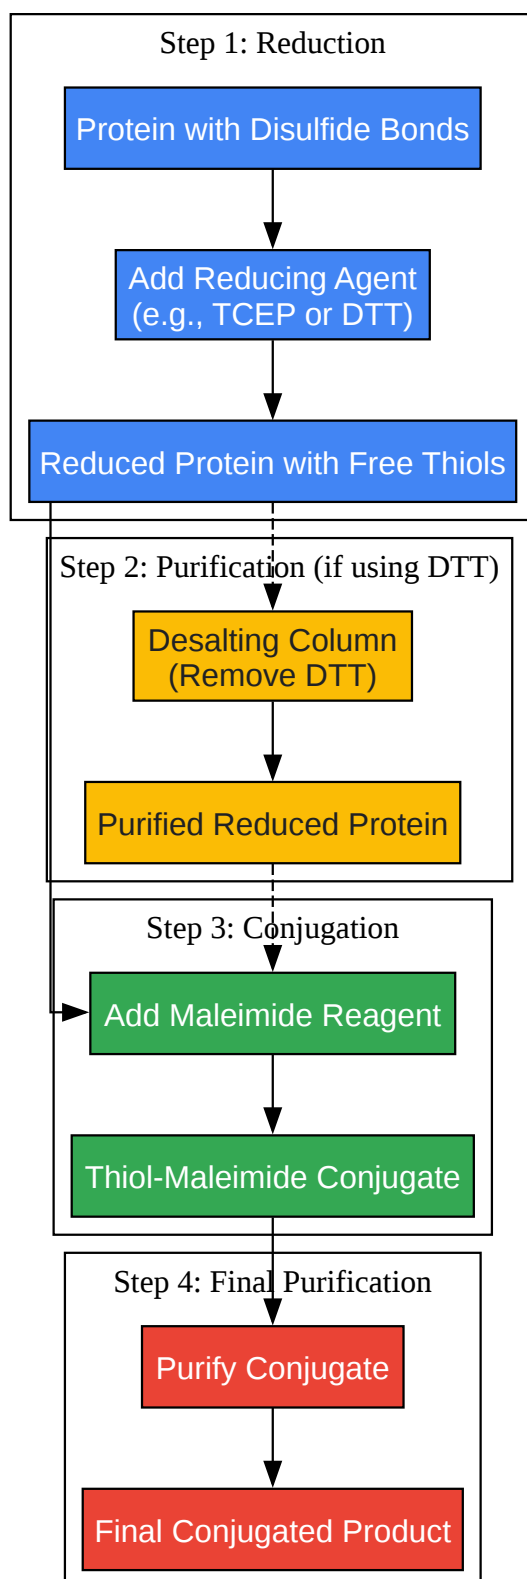 Step 1: Reduction
Protein with Disulfide Bonds
Add Reducing Agent
(e.g., TCEP or DTT)
Reduced Protein with Free Thiols
Step 2: Purification (if using DTT)
Desalting Column
(Remove DTT)
Purified Reduced Protein
Step 3: Conjugation
Add Maleimide Reagent
Thiol-Maleimide Conjugate
Step 4: Final Purification
Purify Conjugate
Final Conjugated Product